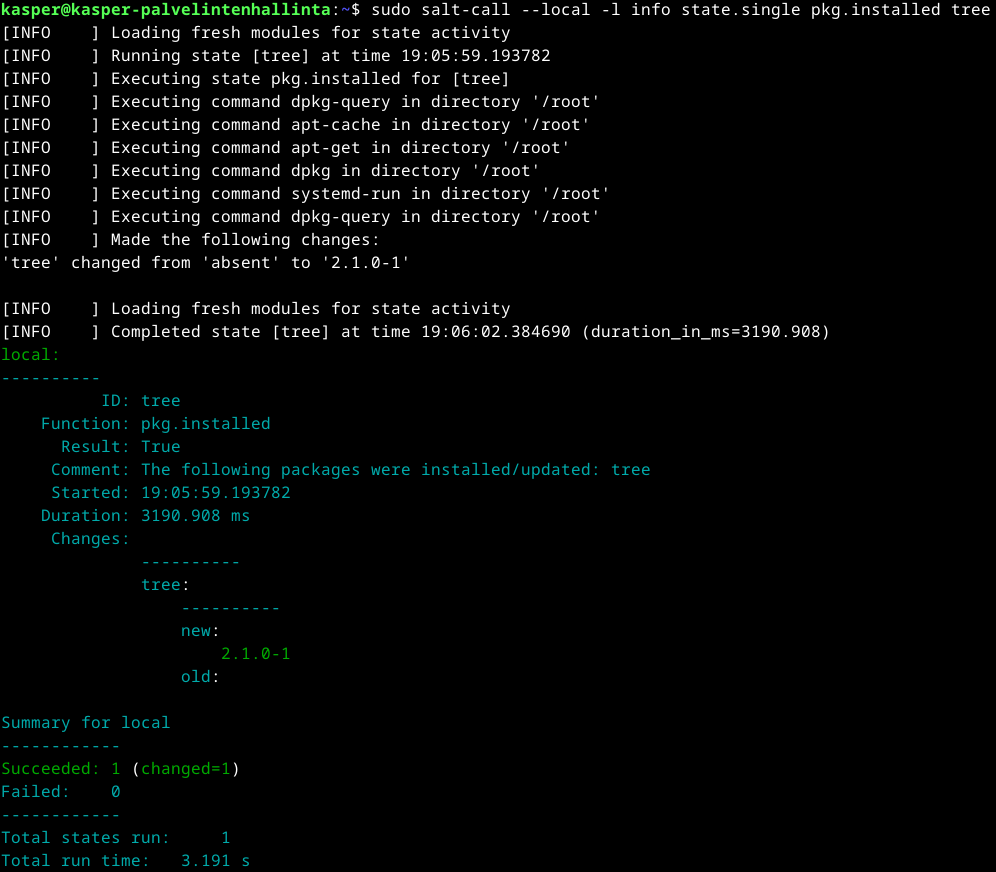 kasper@kasper-palvelintenhallinta:~$ sudo salt-call --local -l info state.single pkg.installed tree
[INFO    ] Loading fresh modules for state activity
[INFO    ] Running state [tree] at time 19:05:59.193782
[INFO    ] Executing state pkg.installed for [tree]
[INFO    ] Executing command dpkg-query in directory '/root'
[INFO    ] Executing command apt-cache in directory '/root'
[INFO    ] Executing command apt-get in directory '/root'
[INFO    ] Executing command dpkg in directory '/root'
[INFO    ] Executing command systemd-run in directory '/root'
[INFO    ] Executing command dpkg-query in directory '/root'
[INFO    ] Made the following changes:
'tree' changed from 'absent' to '2.1.0-1'

[INFO    ] Loading fresh modules for state activity
[INFO    ] Completed state [tree] at time 19:06:02.384690 (duration_in_ms=3190.908)
local:
----------
          ID: tree
    Function: pkg.installed
      Result: True
     Comment: The following packages were installed/updated: tree
     Started: 19:05:59.193782
    Duration: 3190.908 ms
     Changes:
              ----------
              tree:
                  ----------
                  new:
                      2.1.0-1
                  old:

Summary for local
------------
Succeeded: 1 (changed=1)
Failed:    0
------------
Total states run:     1
Total run time:   3.191 s